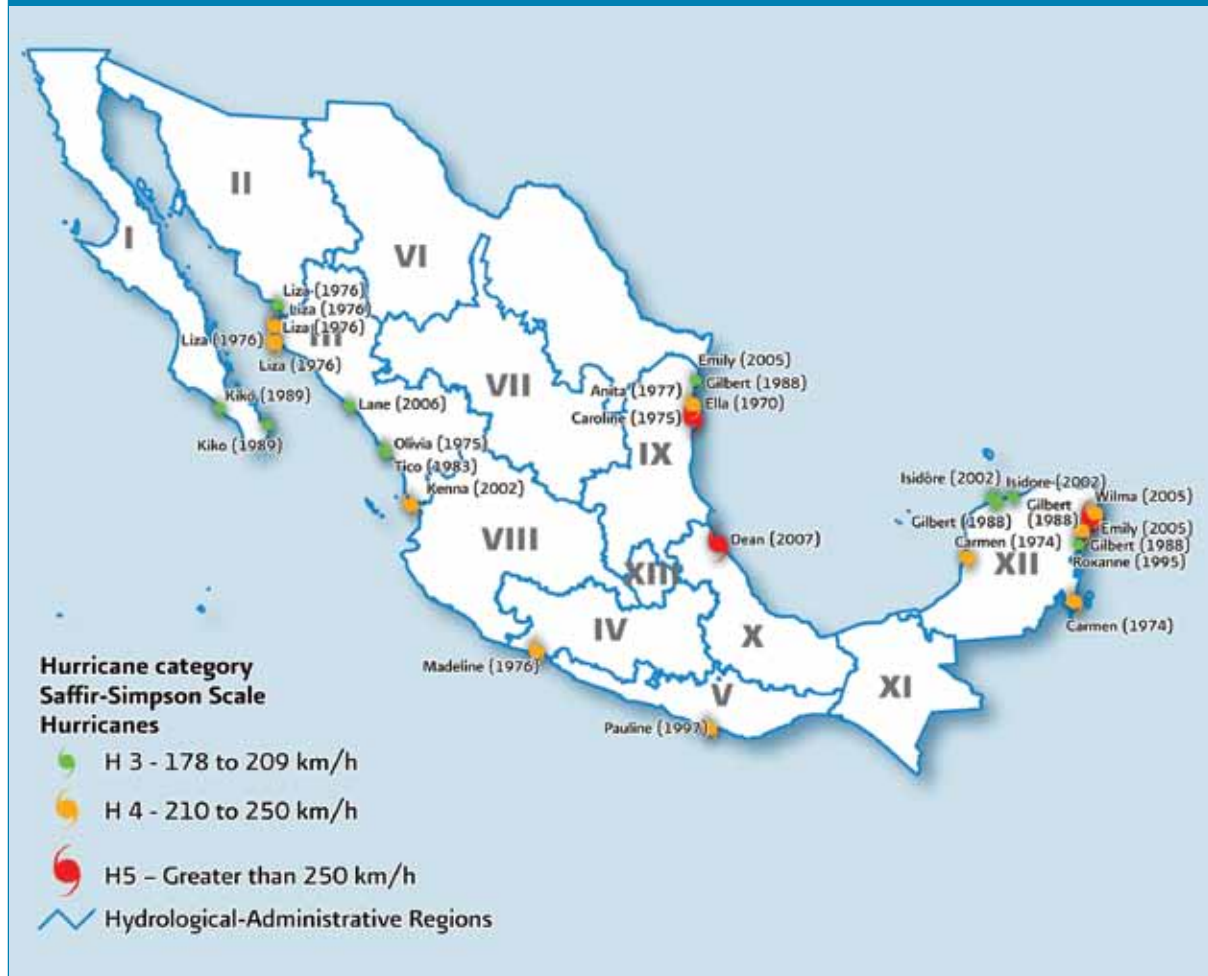 I
II
VI
Liza (1976)
Liza (1976)
Liza (1976)
Liza (1976)
III
Liza (1976)
Kiko (1989)
Kiko (1989)
Lane (2006)
Olivia (1975)
Tico (1983)
Kenna (2002)
VII
Emily (2005)
Anita (1977)
Gilbert (1988)
Ella (1970)
Caroline (1975)
IX
VIII
Dean (2007)
XIII
IV
X
Madeline (1976)
V
Pauline (1997)
XI
Isidore (2002)
Isidore (2002)
Gilbert (1988)
Gilbert
(1988)
Wilma (2005)
Carmen (1974)
Emily (2005)
Gilbert (1988)
XII
Roxanne (1995)
Carmen (1974)
Hurricane category
Saffir-Simpson Scale
Hurricanes
H 3 - 178 to 209 km/h
H 4 - 210 to 250 km/h
H5 – Greater than 250 km/h
Hydrological-Administrative Regions